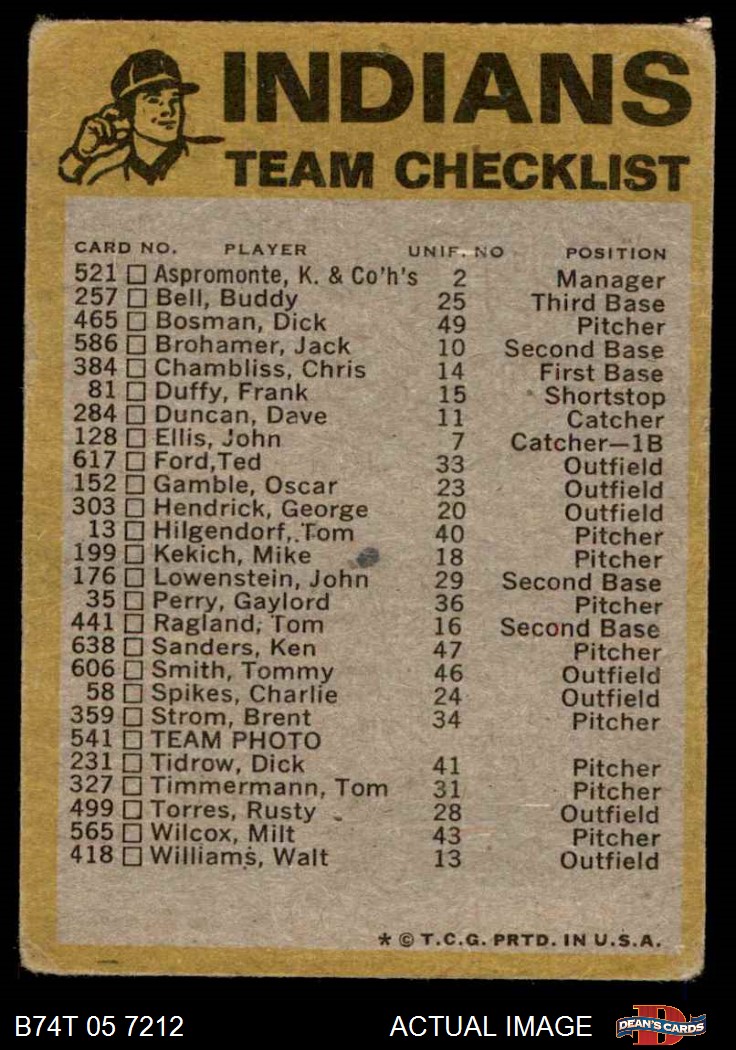 INDIANS
TEAM CHECKLIST
CARD NO. PLAYER UNIF. NO POSITION
521 Aspromonte, K. & Co'h's 2 Manager
257 Bell, Buddy 25 Third Base
465 Bosman, Dick 49 Pitcher
586 Brohamer, Jack 10 Second Base
384 Chambliss, Chris 14 First Base
81 Duffy, Frank 15 Shortstop
284 Duncan, Dave 11 Catcher
128 Ellis, John 7 Catcher—1B
617 Ford,Ted 33 Outfield
152 Gamble, Oscar 23 Outfield
303 Hendrick, George 20 Outfield
13 Hilgendorf, Tom 40 Pitcher
199 Kekich, Mike 18 Pitcher
176 Lowenstein, John 29 Second Base
35 Perry, Gaylord 36 Pitcher
441 Ragland, Tom 16 Second Base
638 Sanders, Ken 47 Pitcher
606 Smith, Tommy 46 Outfield
58 Spikes, Charlie 24 Outfield
359 Strom, Brent 34 Pitcher
541 TEAM PHOTO
231 Tidrow, Dick 41 Pitcher
327 Timmermann, Tom 31 Pitcher
499 Torres, Rusty 28 Outfield
565 Wilcox, Milt 43 Pitcher
418 Williams, Walt 13 Outfield
* © T.C.G. PRTD. IN U.S.A.
B74T 05 7212 ACTUAL IMAGE D DEAN'S CARDS